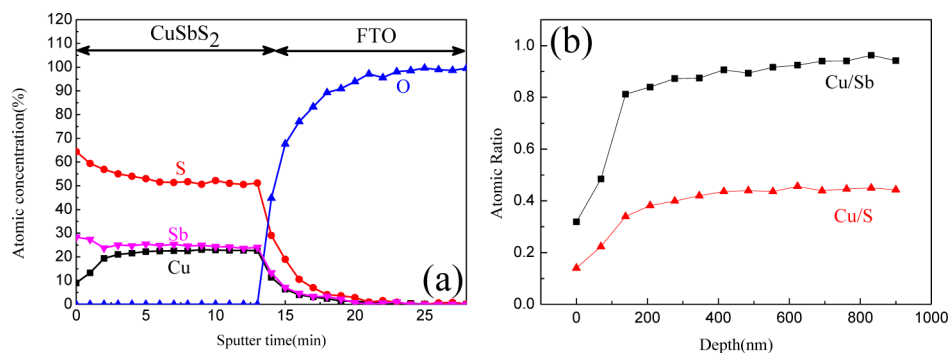 CuSbS2
FTO
O
S
Sb
Cu
(a)
120
110
100
90
80
70
60
50
40
30
20
10
0
0 5 10 15 20 25
Atomic concentration(%)
Sputter time(min)
(b)
Cu/Sb
Cu/S
1.0
0.8
0.6
0.4
0.2
0.0
0 200 400 600 800 1000
Atomic Ratio
Depth(nm)